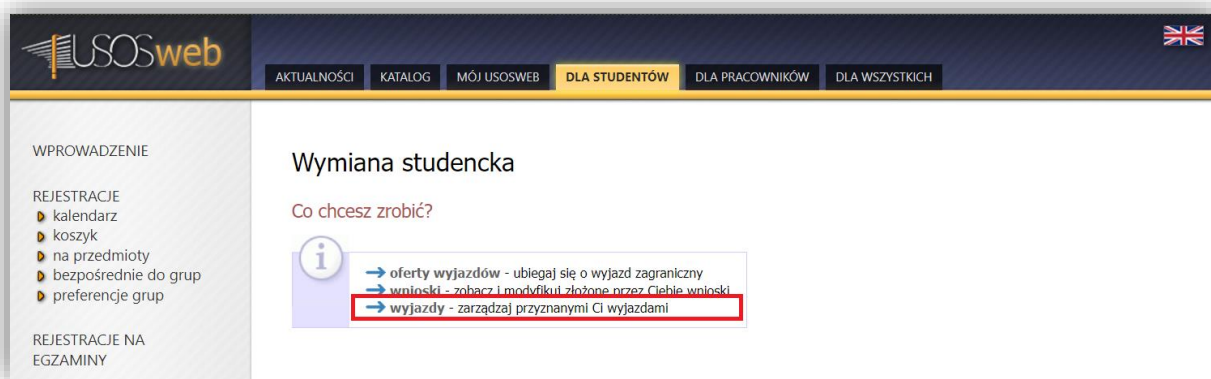 USOSweb
AKTUALNOŚCI KATALOG MÓJ USOSWEB DLA STUDENTÓW DLA PRACOWNIKÓW DLA WSZYSTKICH
WPROWADZENIE
REJESTRACJE
kalendarz
koszyk
na przedmioty
bezpośrednie do grup
preferencje grup
REJESTRACJE NA
EGZAMINY
Wymiana studencka
Co chcesz zrobić?
i
oferty wyjazdów - ubiegaj się o wyjazd zagraniczny
wnioski - zobacz i modyfikuj złożone przez Ciebie wnioski
wyjazdy - zarządzaj przyznanymi Ci wyjazdami